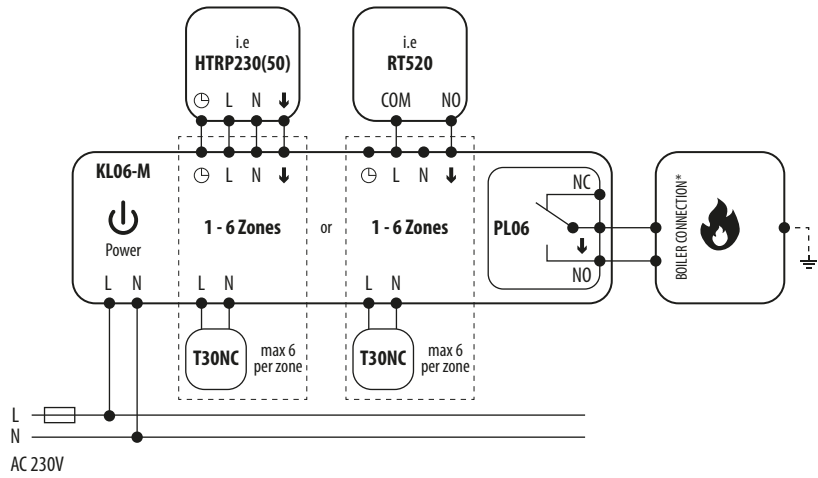 i.e
HTRP230(50)
L N
i.e
RT520
COM NO
KL06-M
Power
L N
L N
1 - 6 Zones
or
L N
1 - 6 Zones
PL06
NC
NO
BOILER CONNECTION*
L N
L N
T30NC
max 6
per zone
T30NC
max 6
per zone
L
N
AC 230V